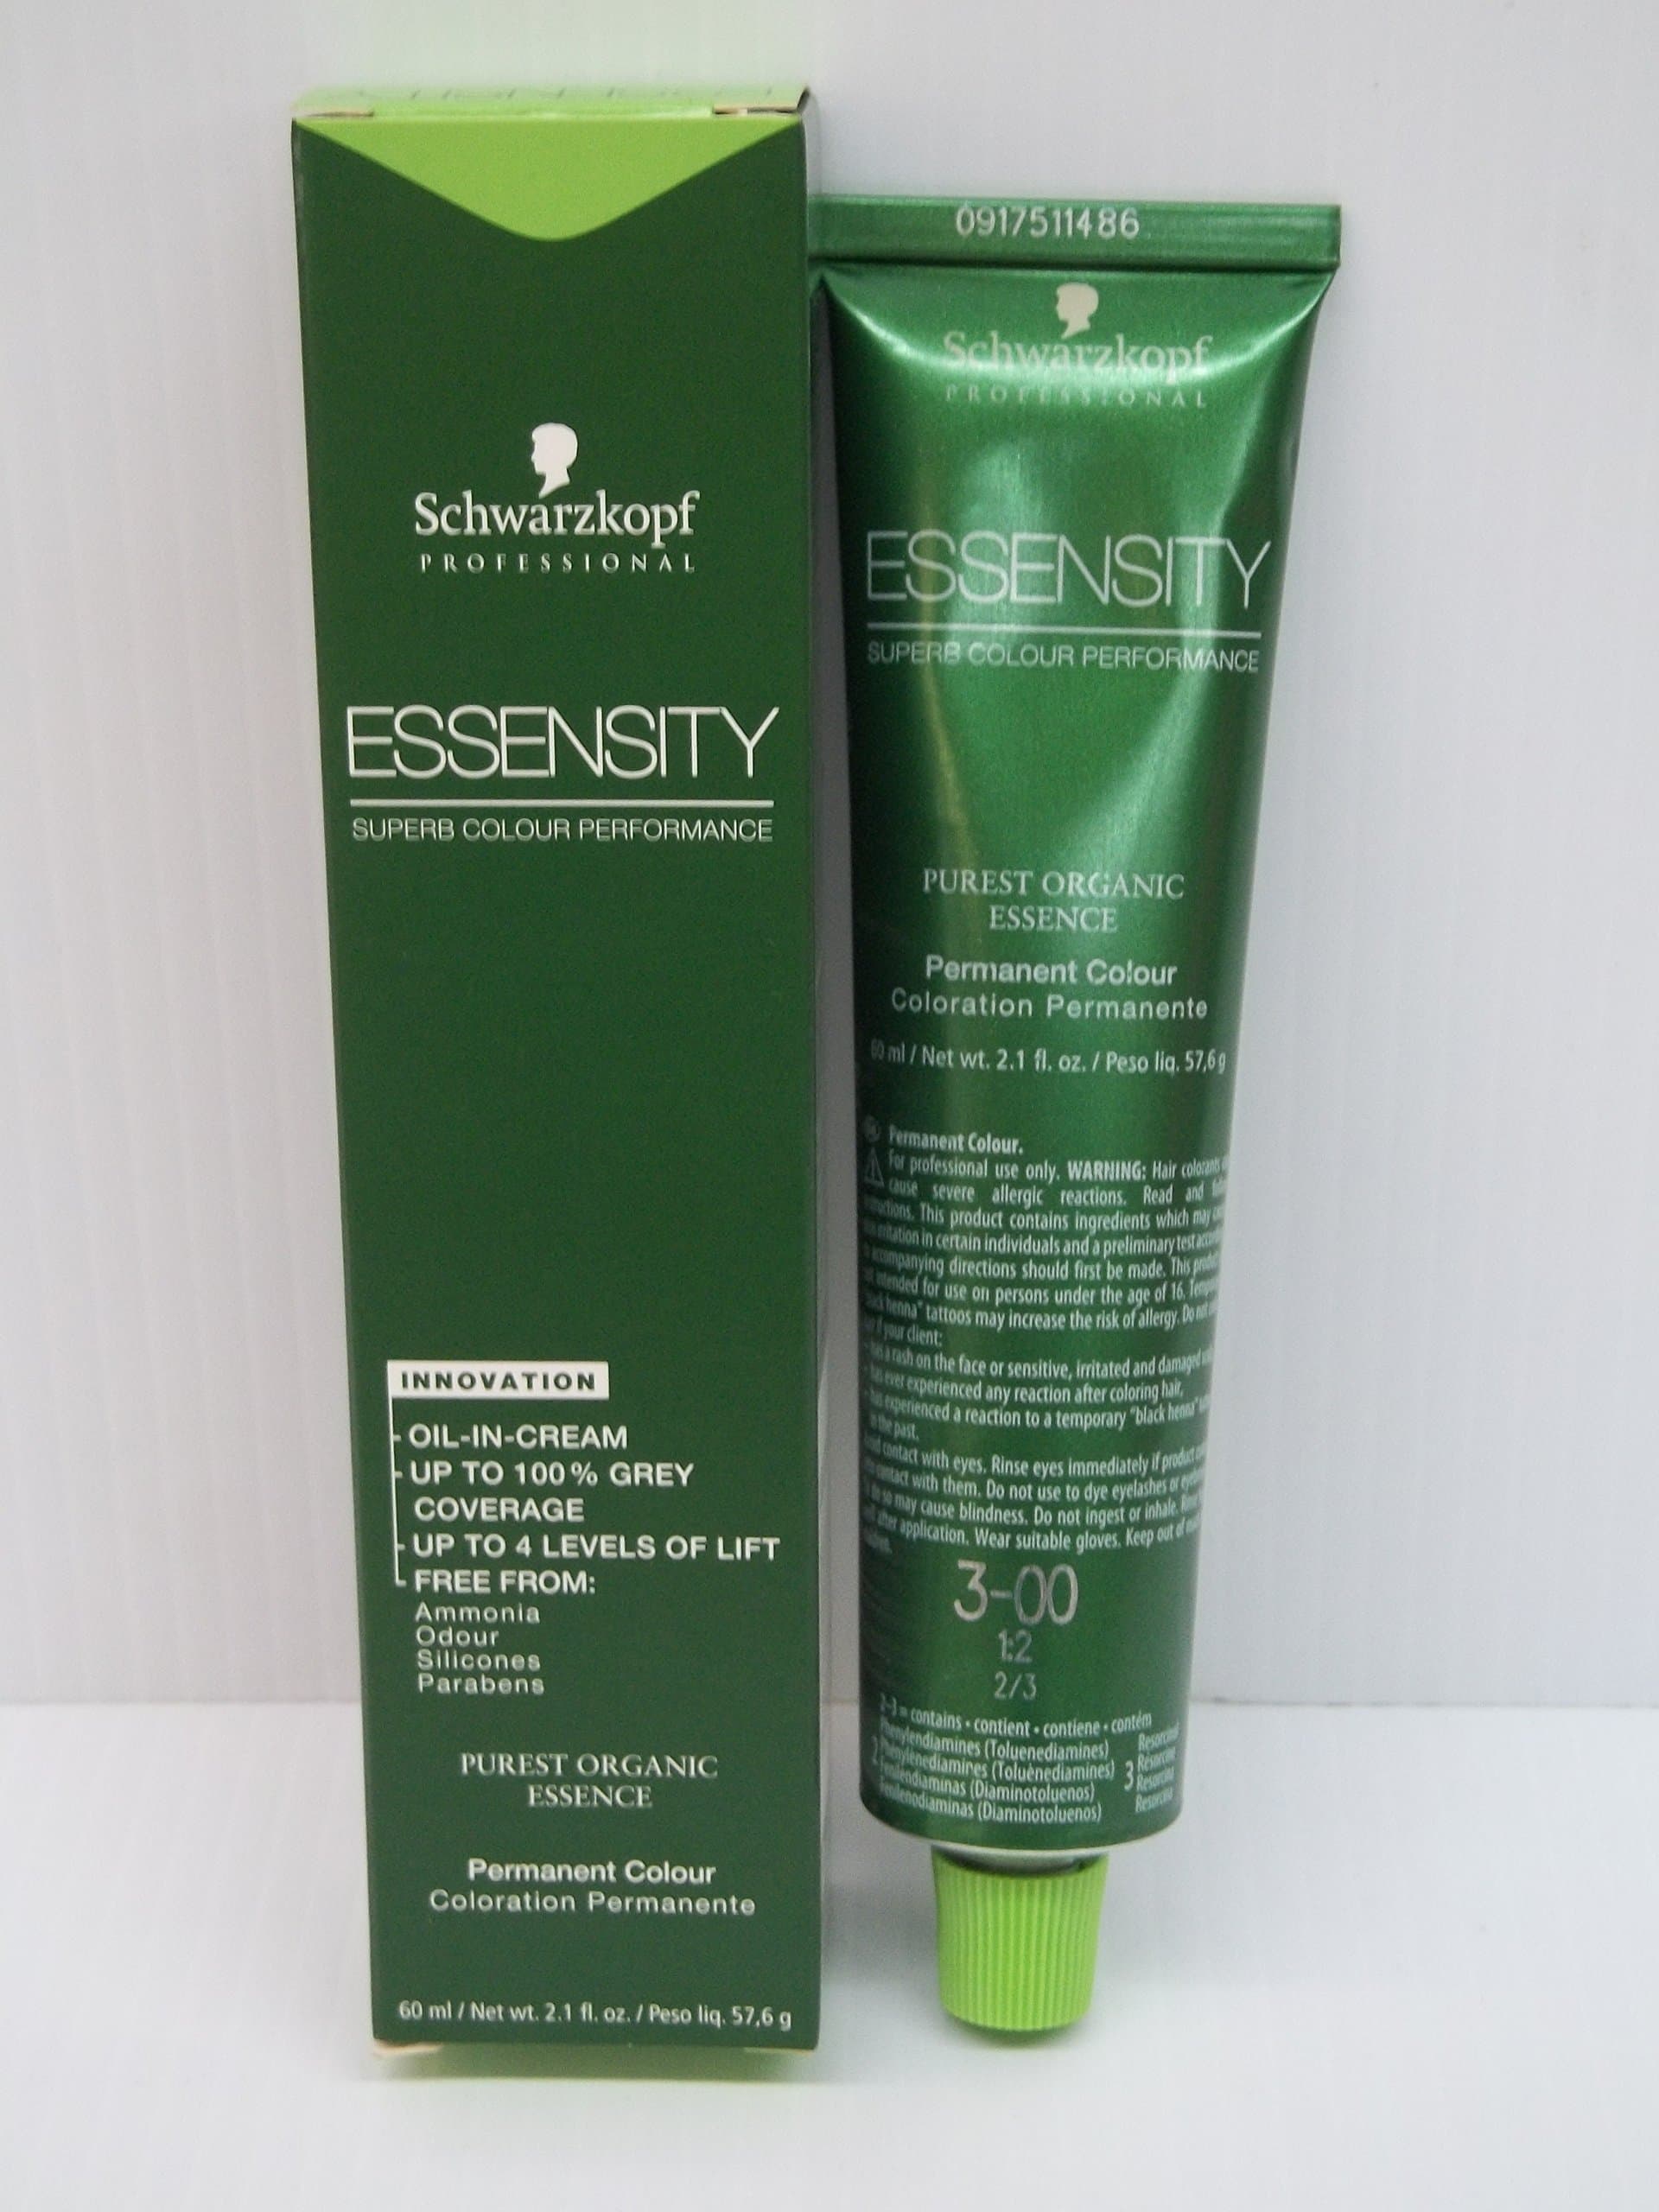 Schwarzkopf
PROFESSIONAL
ESSENSITY
SUPERB COLOUR PERFORMANCE
INNOVATION
OIL-IN-CREAM
UP TO 100% GREY
COVERAGE
UP TO 4 LEVELS OF LIFT
FREE FROM:
Ammonia
Odour
Silicones
Parabens
PUREST ORGANIC
ESSENCE
Permanent Colour
Coloration Permanente
60 ml / Net wt. 2.1 fl. oz. / Peso liq. 57,6 g
0917511486
Schwarzkopf
PROFESSIONAL
ESSENSITY
SUPERB COLOUR PERFORMANCE
PUREST ORGANIC
ESSENCE
Permanent Colour
Coloration Permanente
60 ml / Net wt. 2.1 fl. oz. / Peso liq. 57,6 g
Permanent Colour.
For professional use only. WARNING: Hair colorants
cause severe allergic reactions. Read and
This product contains ingredients which may
in certain individuals and a preliminary test
accompanying directions should first be made. This
intended for use on persons under the age of 16.
henna" tattoos may increase the risk of allergy. Do not
if your client:
a rash on the face or sensitive, irritated and damaged
ever experienced any reaction after coloring hair,
experienced a reaction to a temporary "black henna"
in the past.
contact with eyes. Rinse eyes immediately if product
contact with them. Do not use to dye eyelashes or
so may cause blindness. Do not ingest or inhale.
after application. Wear suitable gloves. Keep out of
3-00
1:2
2/3
2-3 = contains • contient • contiene • contém
Phenylendiamines (Toluenediamines) Resorcinol
2 Phenylènediamines (Toluènediamines) 3 Résorcine
Fenilendiaminas (Diaminotoluenos) Resorcina
Fenilenodiaminas (Diaminotoluenos) Resorcina